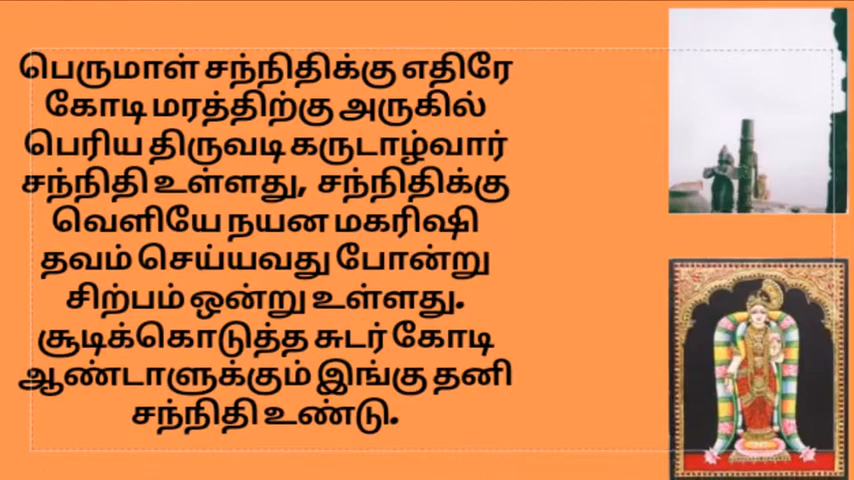 பெருமாள் சந்நிதிக்கு எதிரே
கோடி மரத்திற்கு அருகில்
பெரிய திருவடி கருடாழ்வார்
சந்நிதி உள்ளது, சந்நிதிக்கு
வெளியே நயன மகரிஷி
தவம் செய்யவது போன்று
சிற்பம் ஒன்று உள்ளது.
சூடிக்கொடுத்த சுடர் கோடி
ஆண்டாளுக்கும் இங்கு தனி
சந்நிதி உண்டு.